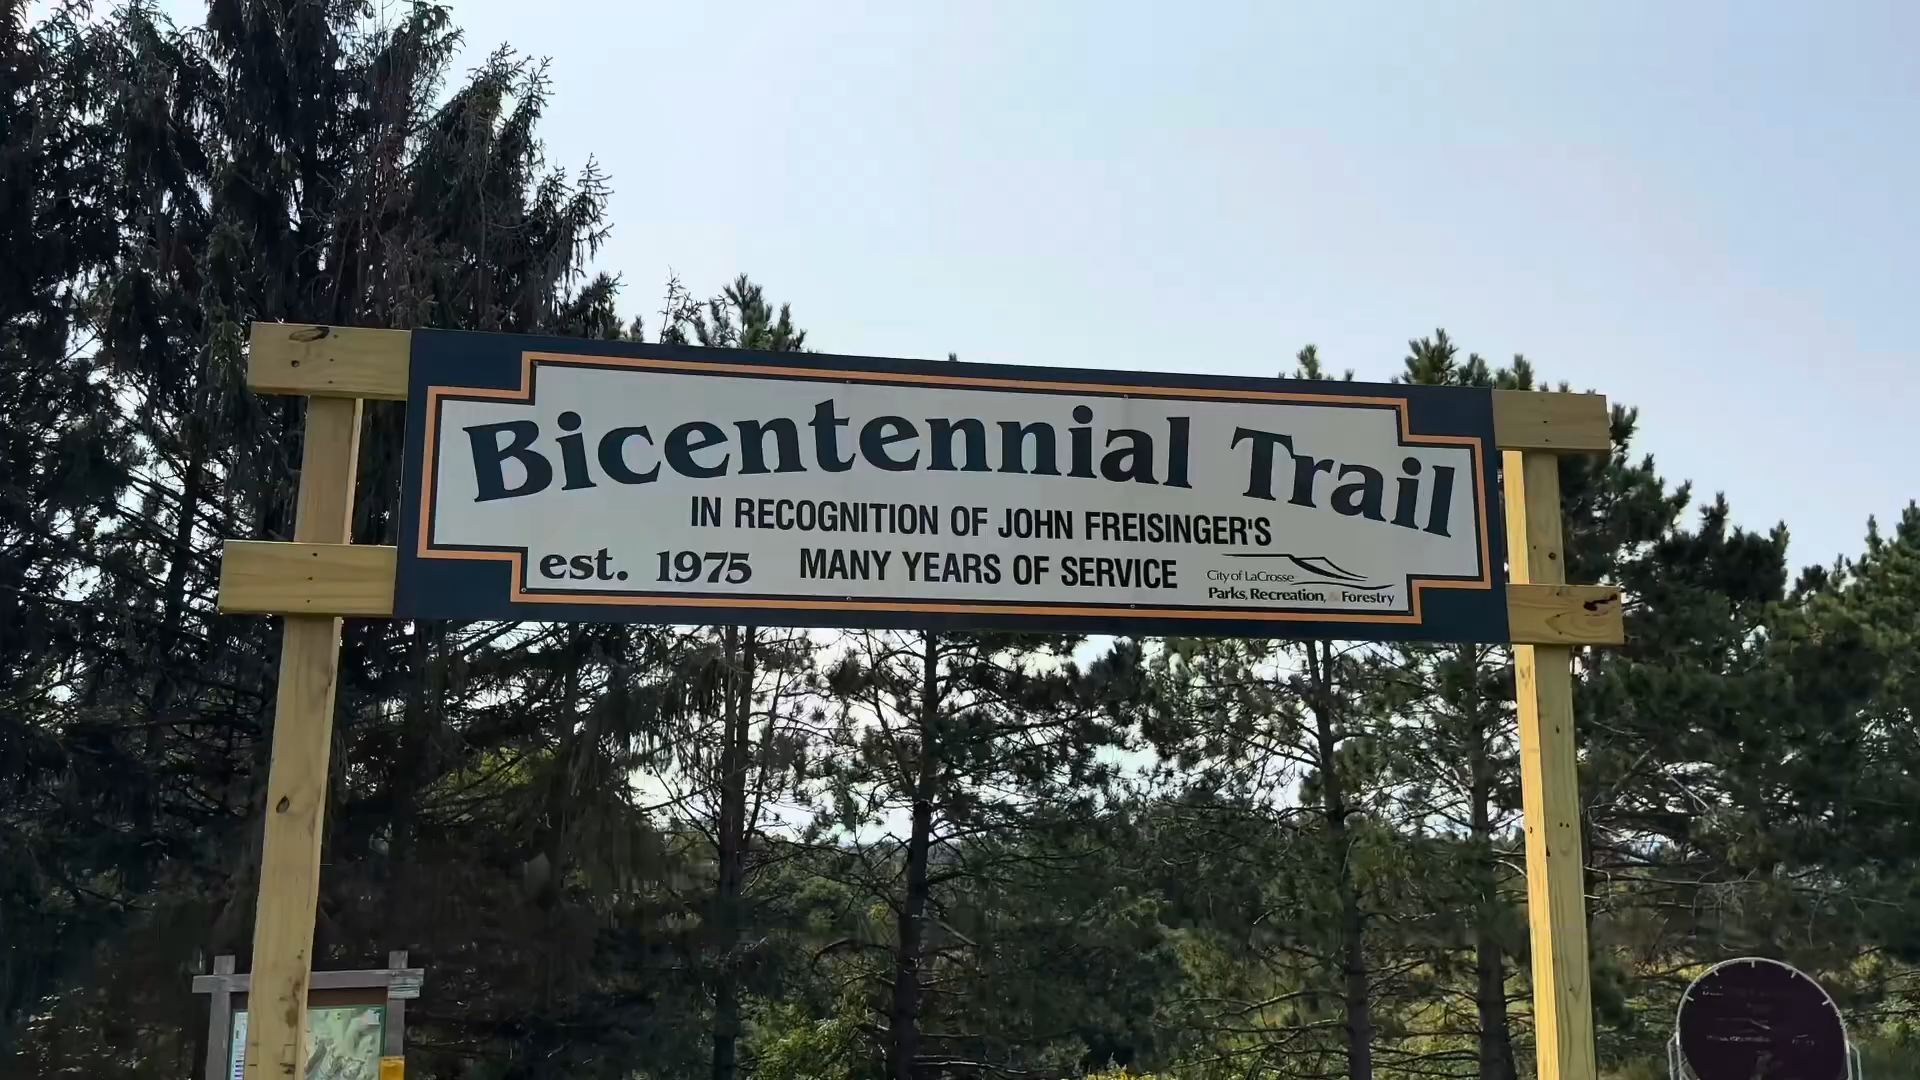 Bicentennial Trail
IN RECOGNITION OF JOHN FREISINGER'S
est. 1975 MANY YEARS OF SERVICE
City of LaCrosse
Parks, Recreation, & Forestry